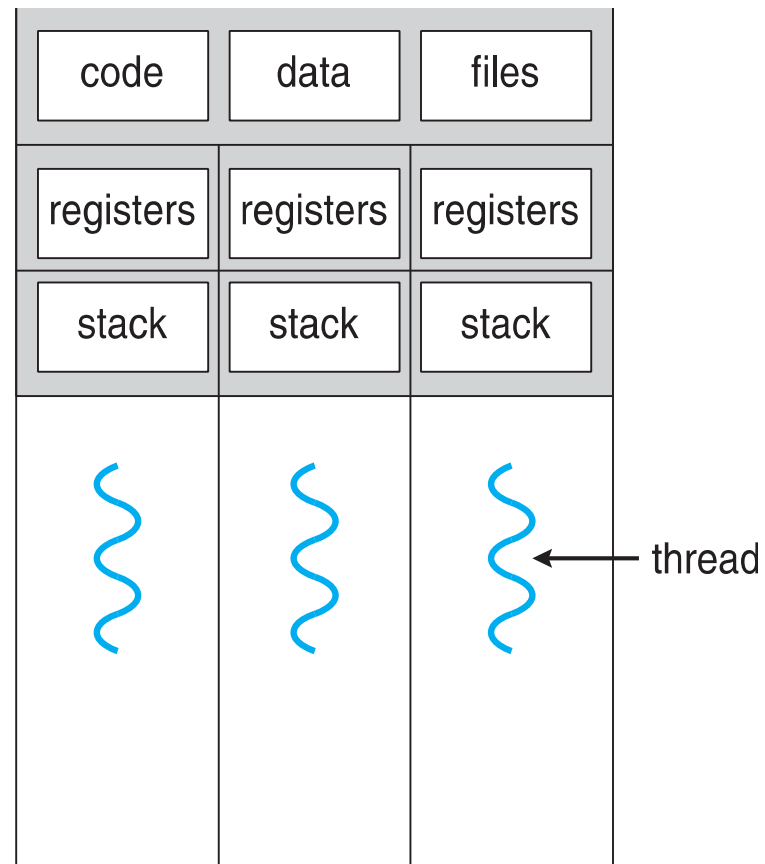 code data files
registers registers registers
stack stack stack
thread